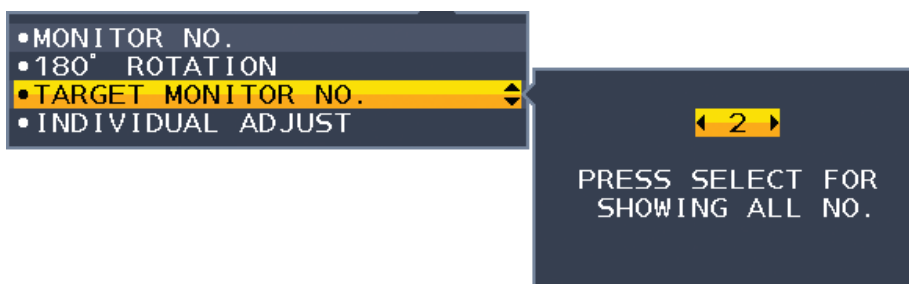 •MONITOR NO.
•180° ROTATION
•TARGET MONITOR NO.
•INDIVIDUAL ADJUST
2
PRESS SELECT FOR
SHOWING ALL NO.